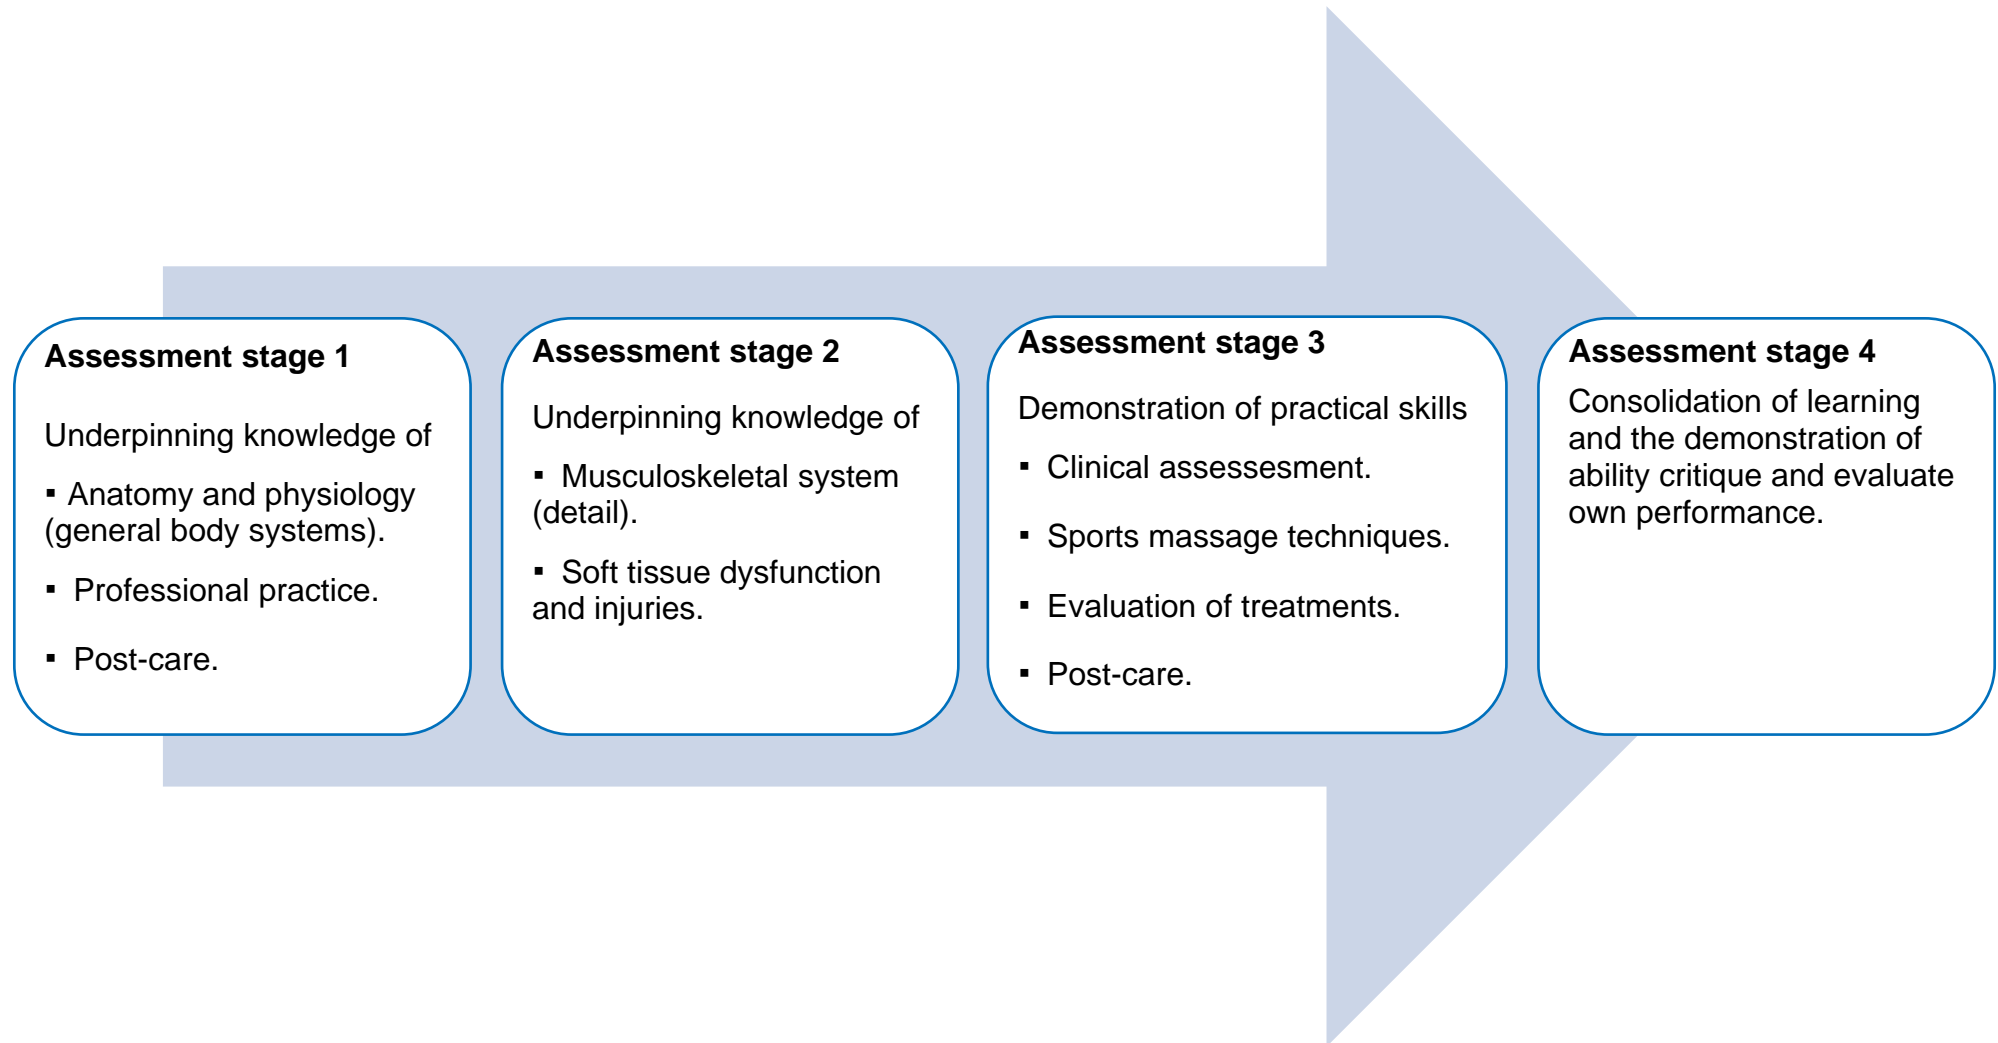 Assessment stage 1
Underpinning knowledge of
▪ Anatomy and physiology
(general body systems).
▪ Professional practice.
▪ Post-care.
Assessment stage 2
Underpinning knowledge of
▪ Musculoskeletal system
(detail).
▪ Soft tissue dysfunction
and injuries.
Assessment stage 3
Demonstration of practical skills
▪ Clinical assessesment.
▪ Sports massage techniques.
▪ Evaluation of treatments.
▪ Post-care.
Assessment stage 4
Consolidation of learning
and the demonstration of
ability critique and evaluate
own performance.